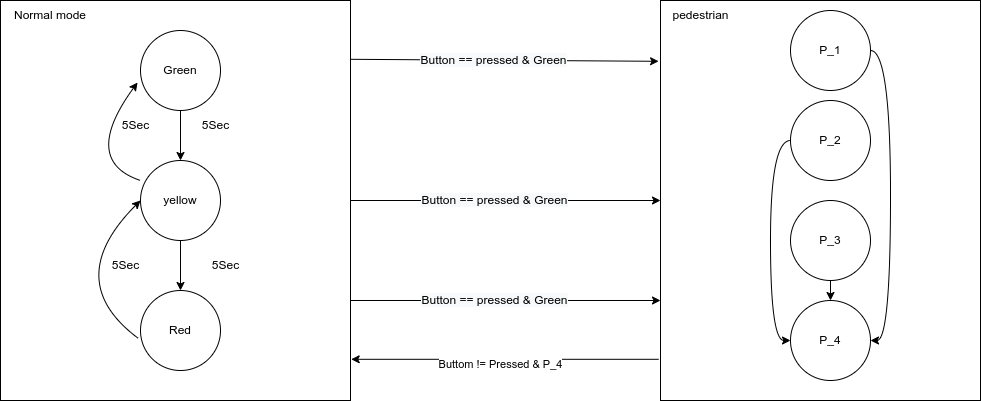 Normal mode
pedestrian
Green
P_1
Button == pressed & Green
5Sec
5Sec
P_2
yellow
Button == pressed & Green
P_3
5Sec
5Sec
Button == pressed & Green
Red
P_4
Buttom != Pressed & P_4